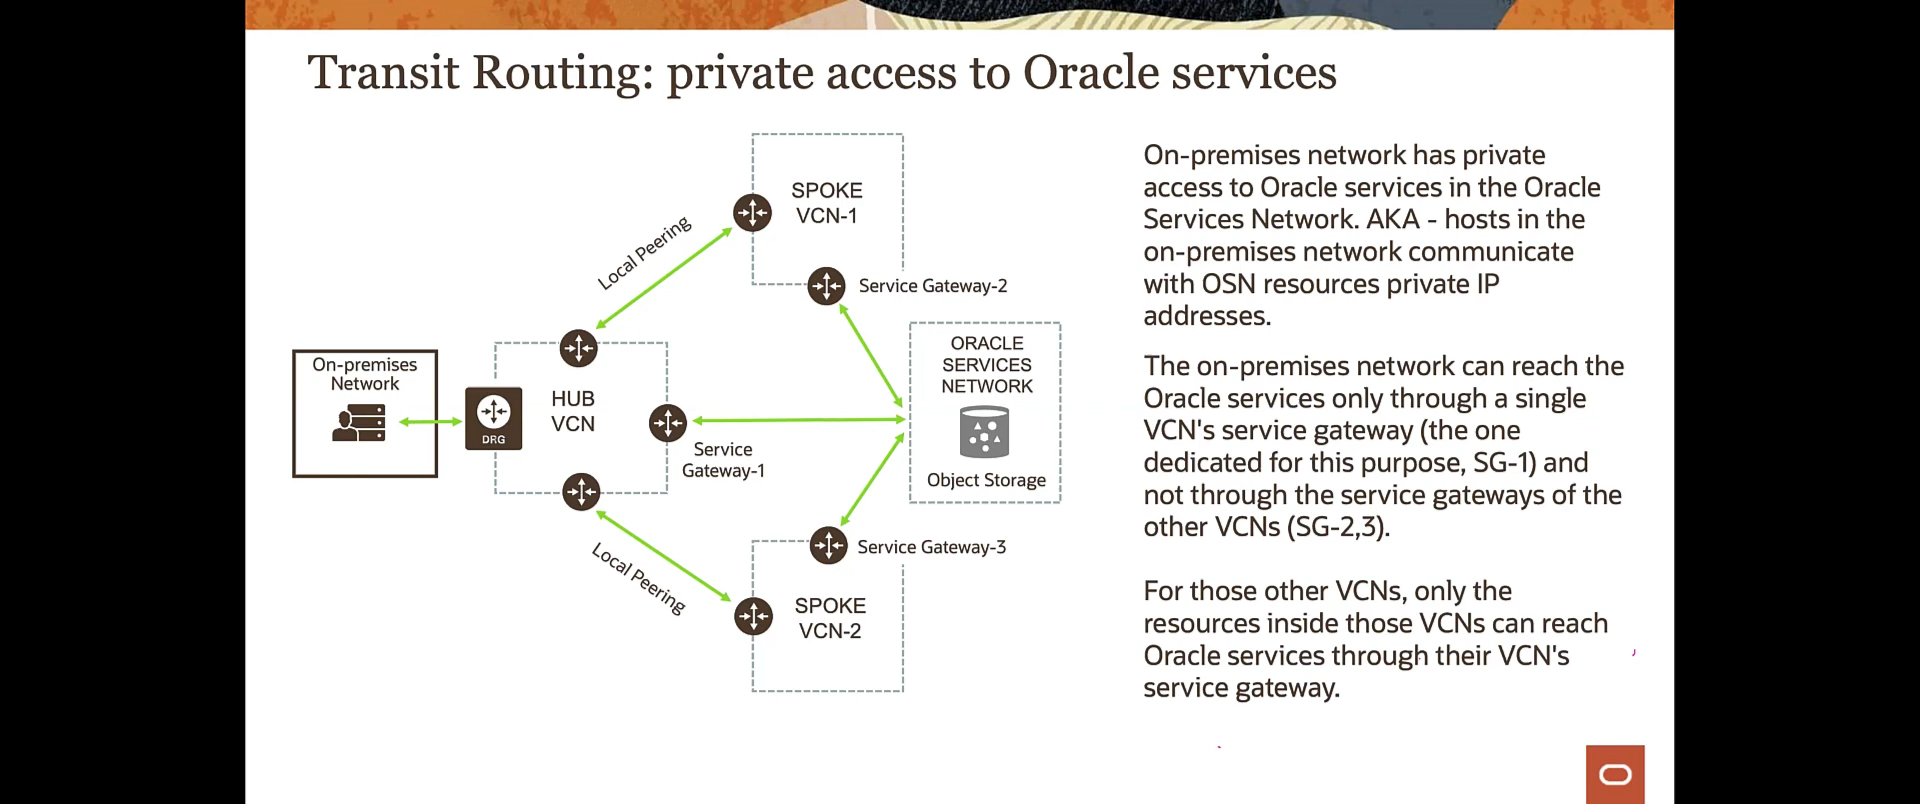 Transit Routing: private access to Oracle services
SPOKE
VCN-1
Local Peering
Service Gateway-2
On-premises
Network
DRG
HUB
VCN
Service
Gateway-1
ORACLE
SERVICES
NETWORK
Object Storage
Local Peering
Service Gateway-3
SPOKE
VCN-2
On-premises network has private
access to Oracle services in the Oracle
Services Network. AKA - hosts in the
on-premises network communicate
with OSN resources private IP
addresses.
The on-premises network can reach the
Oracle services only through a single
VCN's service gateway (the one
dedicated for this purpose, SG-1) and
not through the service gateways of the
other VCNs (SG-2,3).
For those other VCNs, only the
resources inside those VCNs can reach
Oracle services through their VCN's
service gateway.